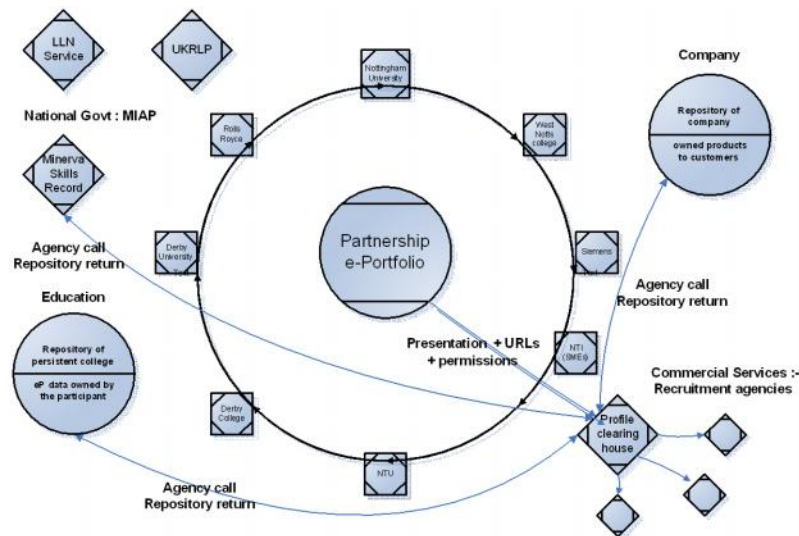 LLN
Service
UKRLP
National Govt : MIAP
Minerva
Skills
Record
Agency call
Repository return
Education
Repository of
persistent college
eP data owned by
the participant
Agency call
Repository return
Nottingham
University
Rolls
Royce
West
Notts
college
Derby
University
Text
Siemens
Derby
College
NTU
NTI
(SMEs)
Partnership
e-Portfolio
Presentation + URLs
+ permissions
Company
Repository of
company
owned products
to customers
Agency call
Repository return
Commercial Services :-
Recruitment agencies
Profile
clearing
house